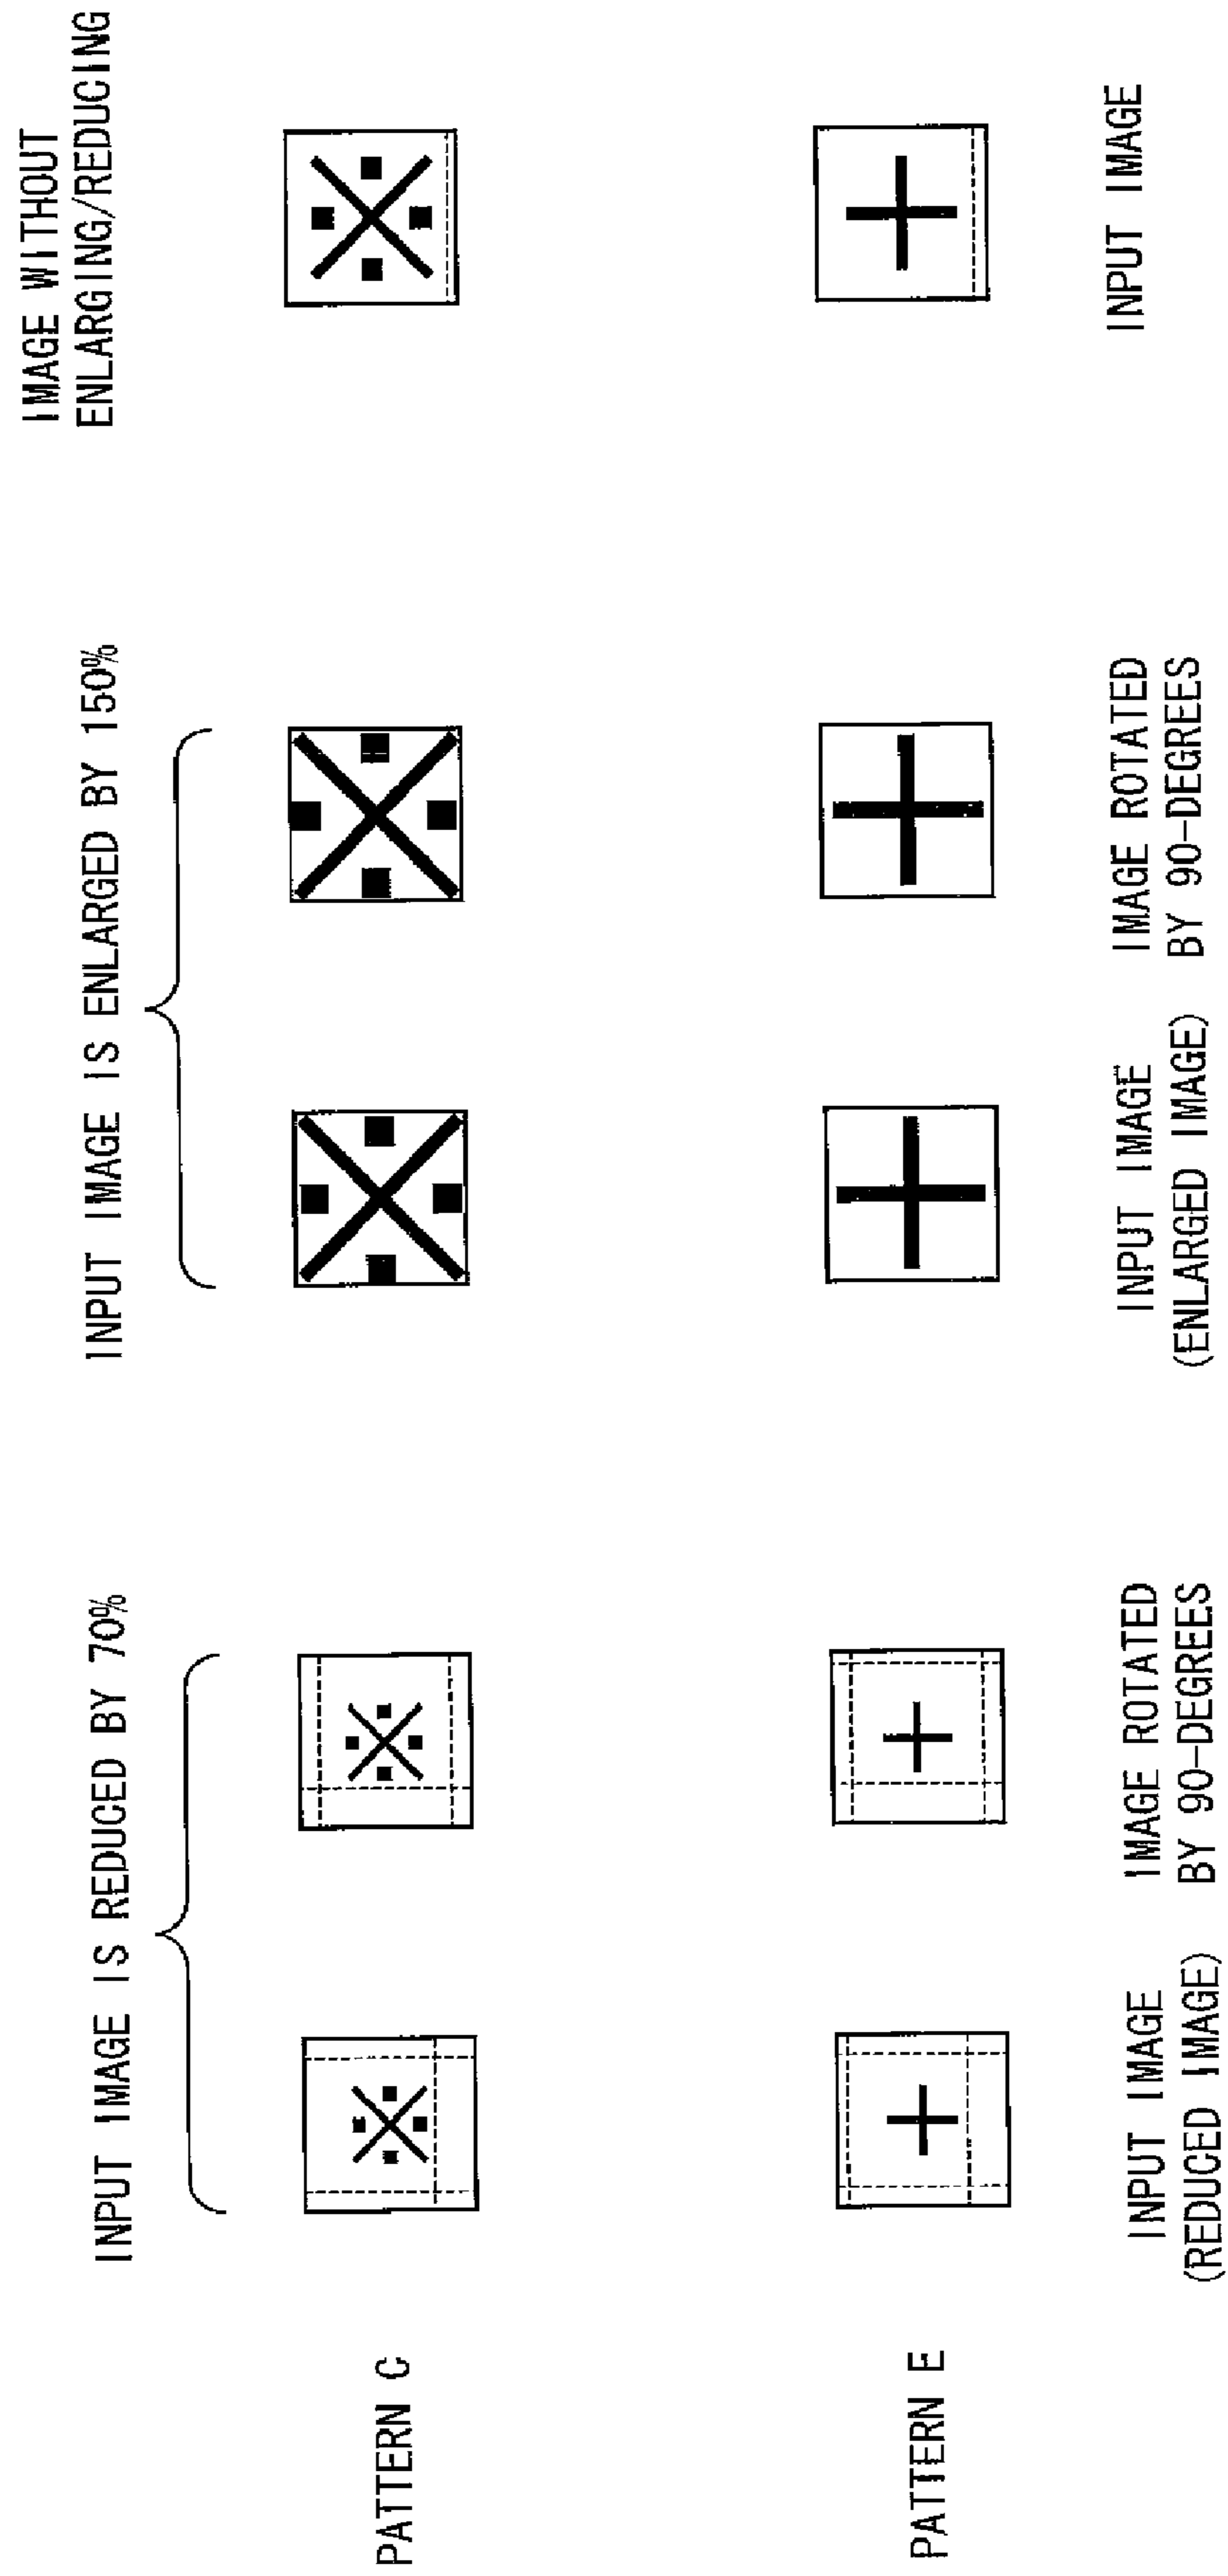 INPUT IMAGE IS REDUCED BY 70%
INPUT IMAGE IS ENLARGED BY 150%
IMAGE WITHOUT
ENLARGING/REDUCING
PATTERN C
PATTERN E
INPUT IMAGE
(REDUCED IMAGE)
IMAGE ROTATED
BY 90-DEGREES
INPUT IMAGE
(ENLARGED IMAGE)
IMAGE ROTATED
BY 90-DEGREES
INPUT IMAGE